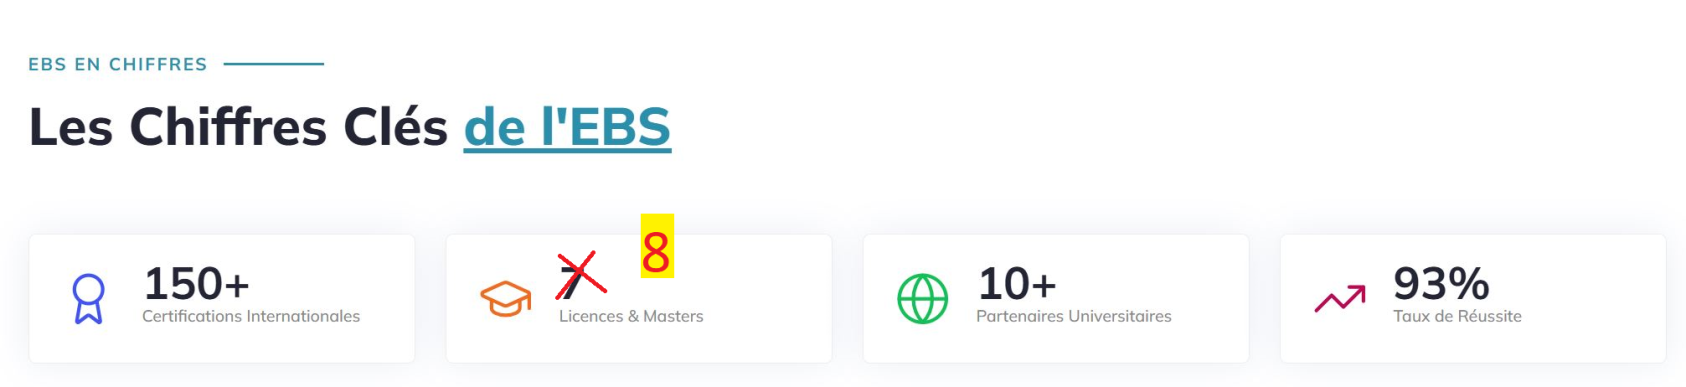 EBS EN CHIFFRES
Les Chiffres Clés de l'EBS
150+
Certifications Internationales
7
8
Licences & Masters
10+
Partenaires Universitaires
93%
Taux de Réussite